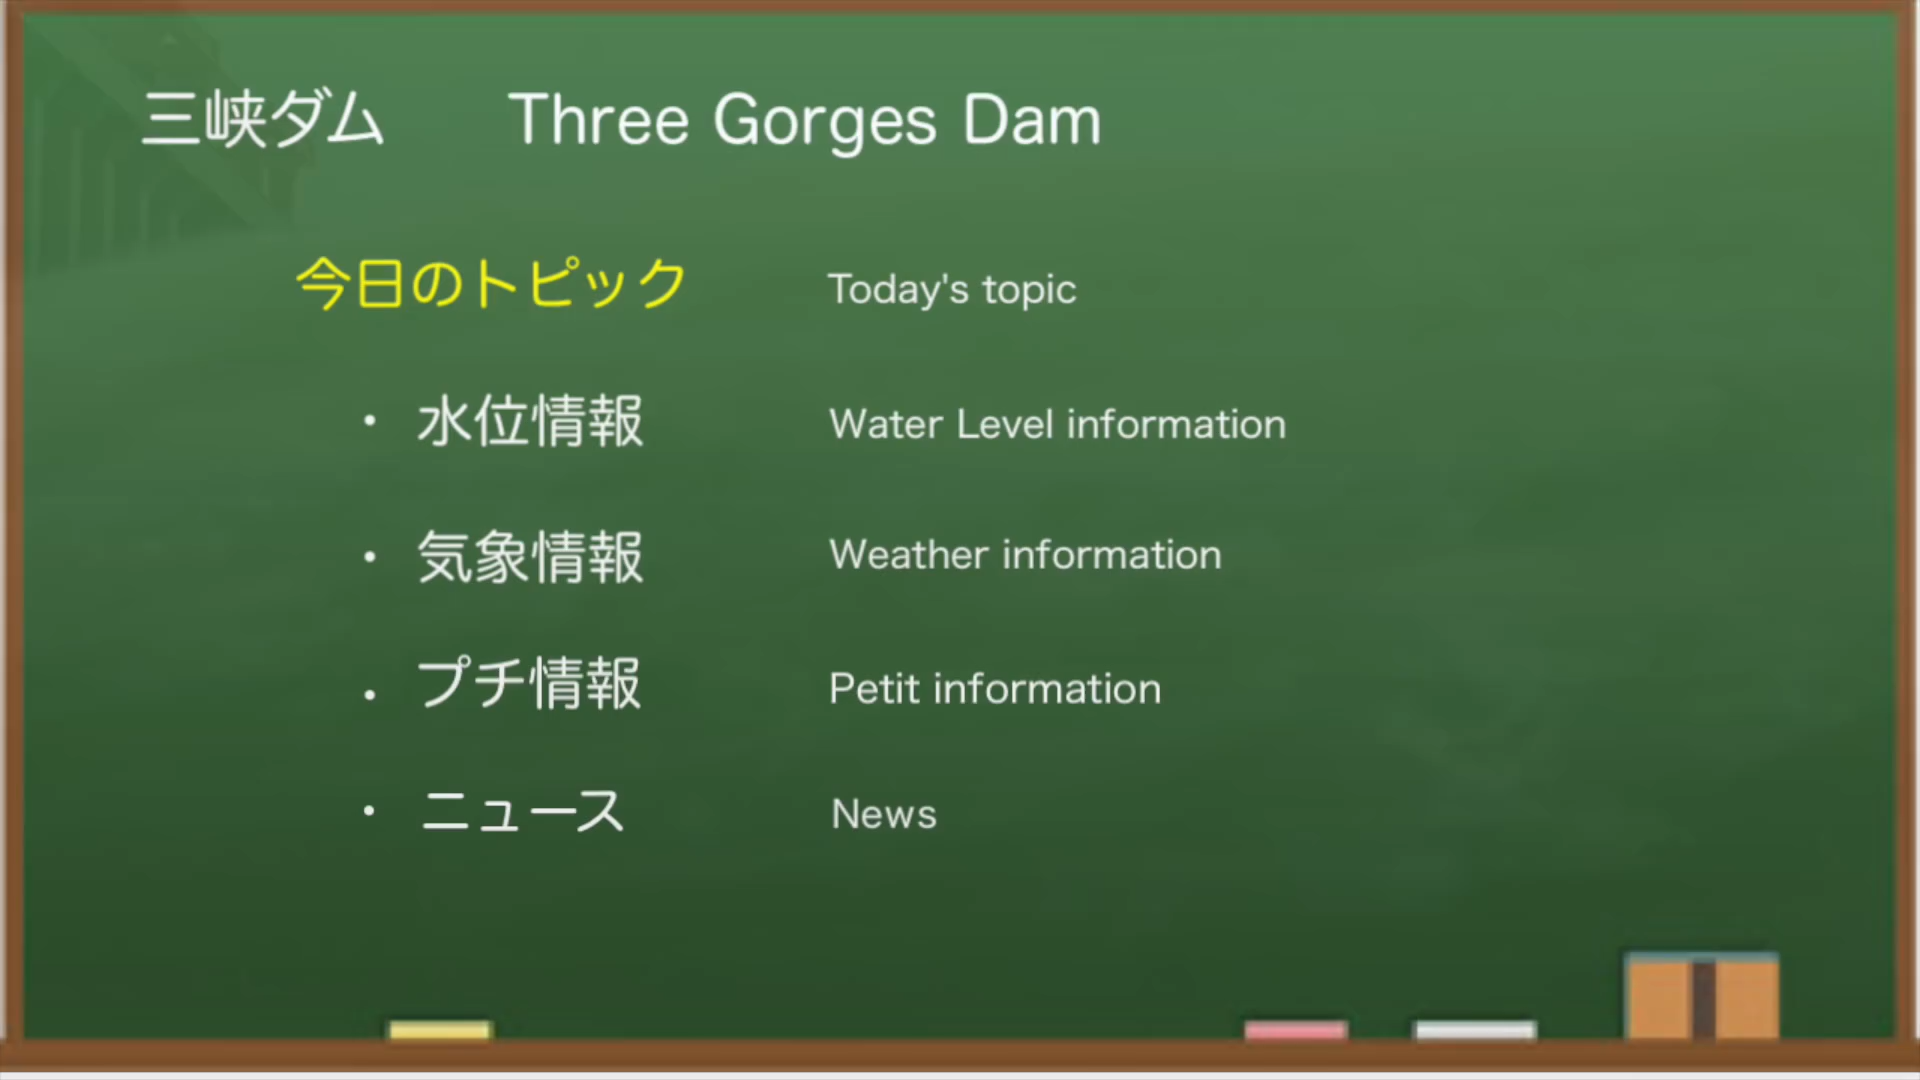 三峡ダム Three Gorges Dam
今日のトピック Today's topic
・ 水位情報 Water Level information
・ 気象情報 Weather information
・ プチ情報 Petit information
・ ニュース News